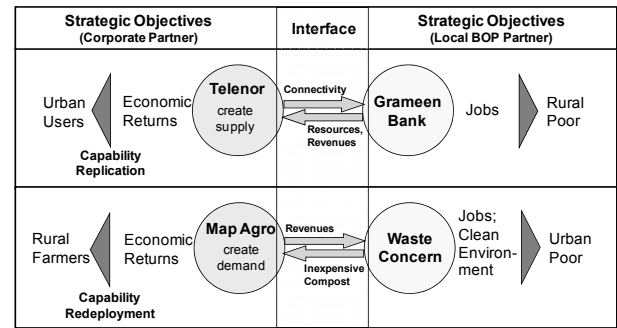 Strategic Objectives
(Corporate Partner)
Interface
Strategic Objectives
(Local BOP Partner)
Urban
Users
Economic
Returns
Capability
Replication
Telenor
create
supply
Connectivity
Resources,
Revenues
Grameen
Bank
Jobs
Rural
Poor
Rural
Farmers
Economic
Returns
Capability
Redeployment
Map Agro
create
demand
Revenues
Inexpensive
Compost
Waste
Concern
Jobs;
Clean
Environ-
ment
Urban
Poor